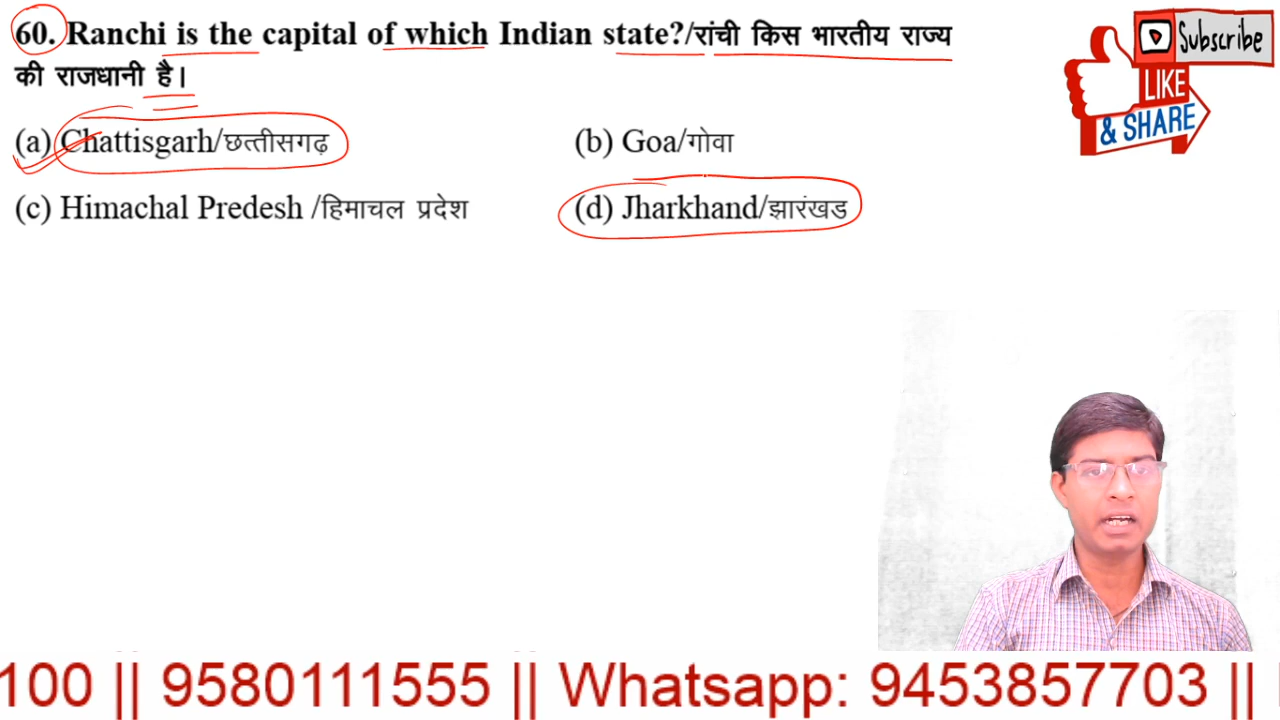 60. Ranchi is the capital of which Indian state?/रांची किस भारतीय राज्य
की राजधानी है।
(a) Chattisgarh/छत्तीसगढ़
(b) Goa/गोवा
(c) Himachal Predesh /हिमाचल प्रदेश
(d) Jharkhand/झारंखड
Subscribe
LIKE
& SHARE
100 || 9580111555 || Whatsapp: 9453857703 ||